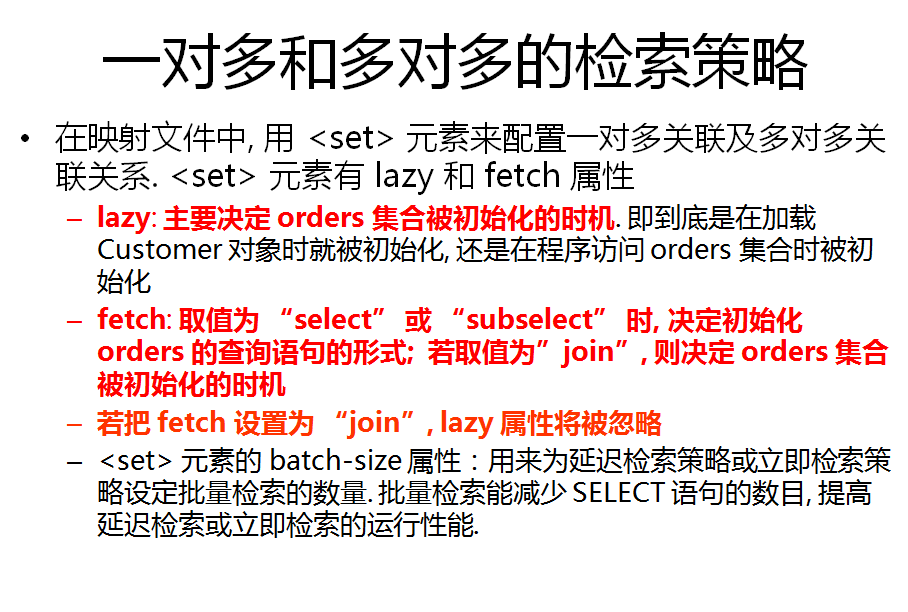 一对多和多对多的检索策略
• 在映射文件中, 用 <set> 元素来配置一对多关联及多对多关
联关系. <set> 元素有 lazy 和 fetch 属性
– lazy: 主要决定 orders 集合被初始化的时机. 即到底是在加载
Customer 对象时就被初始化, 还是在程序访问 orders 集合时被初
始化
– fetch: 取值为 “select” 或 “subselect” 时, 决定初始化
orders 的查询语句的形式; 若取值为”join”, 则决定 orders 集合
被初始化的时机
– 若把 fetch 设置为 “join”, lazy 属性将被忽略
– <set> 元素的 batch-size 属性：用来为延迟检索策略或立即检索策
略设定批量检索的数量. 批量检索能减少 SELECT 语句的数目, 提高
延迟检索或立即检索的运行性能.